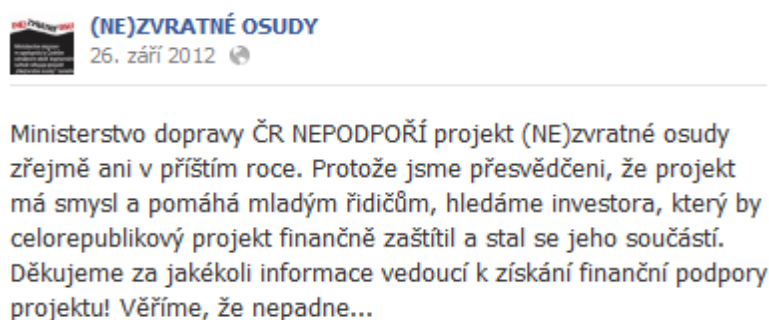 (NE)ZVRATNÉ OSUDY
26. září 2012
Ministerstvo dopravy ČR NEPODPOŘÍ projekt (NE)zvratné osudy
zřejmě ani v příštím roce. Protože jsme přesvědčeni, že projekt
má smysl a pomáhá mladým řidičům, hledáme investora, který by
celorepublikový projekt finančně zaštítil a stal se jeho součástí.
Děkujeme za jakékoli informace vedoucí k získání finanční podpory
projektu! Věříme, že nepadne...